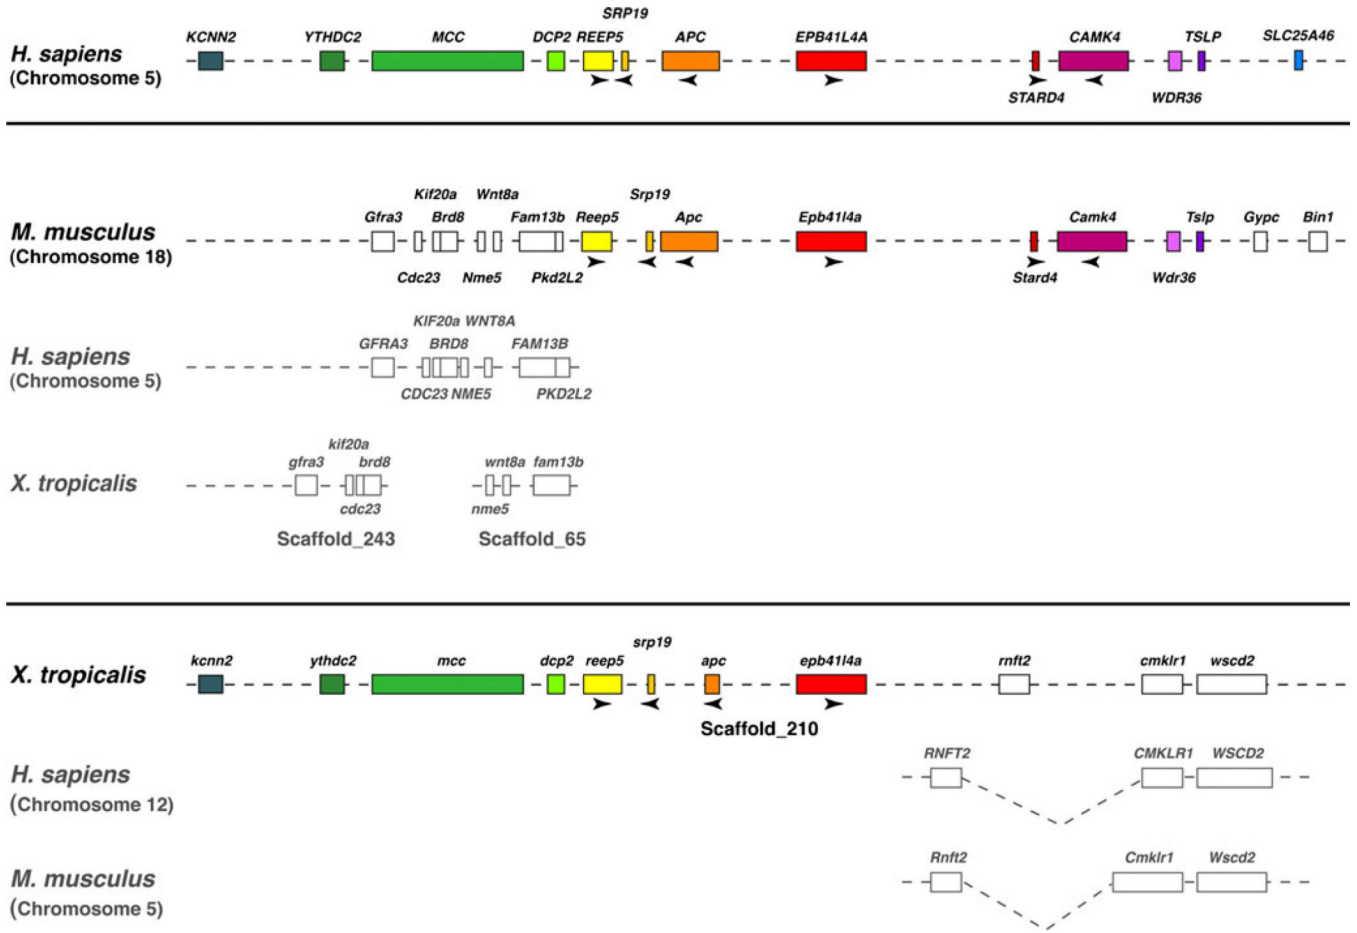 SRP19
KCNN2 YTHDC2 MCC DCP2 REEP5 APC EPB41L4A CAMK4 TSLP SLC25A46
H. sapiens
(Chromosome 5)
STARD4 WDR36
Kif20a Wnt8a Srp19
Gfra3 Brd8 Fam13b Reep5 Apc Epb41l4a Camk4 Tslp Gypc Bin1
M. musculus
(Chromosome 18)
Cdc23 Nme5 Pkd2L2 Stard4 Wdr36
KIF20a WNT8A
GFRA3 BRD8 FAM13B
H. sapiens
(Chromosome 5)
CDC23 NME5 PKD2L2
kif20a
gfra3 brd8 wnt8a fam13b
X. tropicalis
cdc23 nme5
Scaffold_243 Scaffold_65
srp19
kcnn2 ythdc2 mcc dcp2 reep5 apc epb41l4a rnft2 cmklr1 wscd2
X. tropicalis
Scaffold_210
RNFT2 CMKLR1 WSCD2
H. sapiens
(Chromosome 12)
Rnft2 Cmklr1 Wscd2
M. musculus
(Chromosome 5)